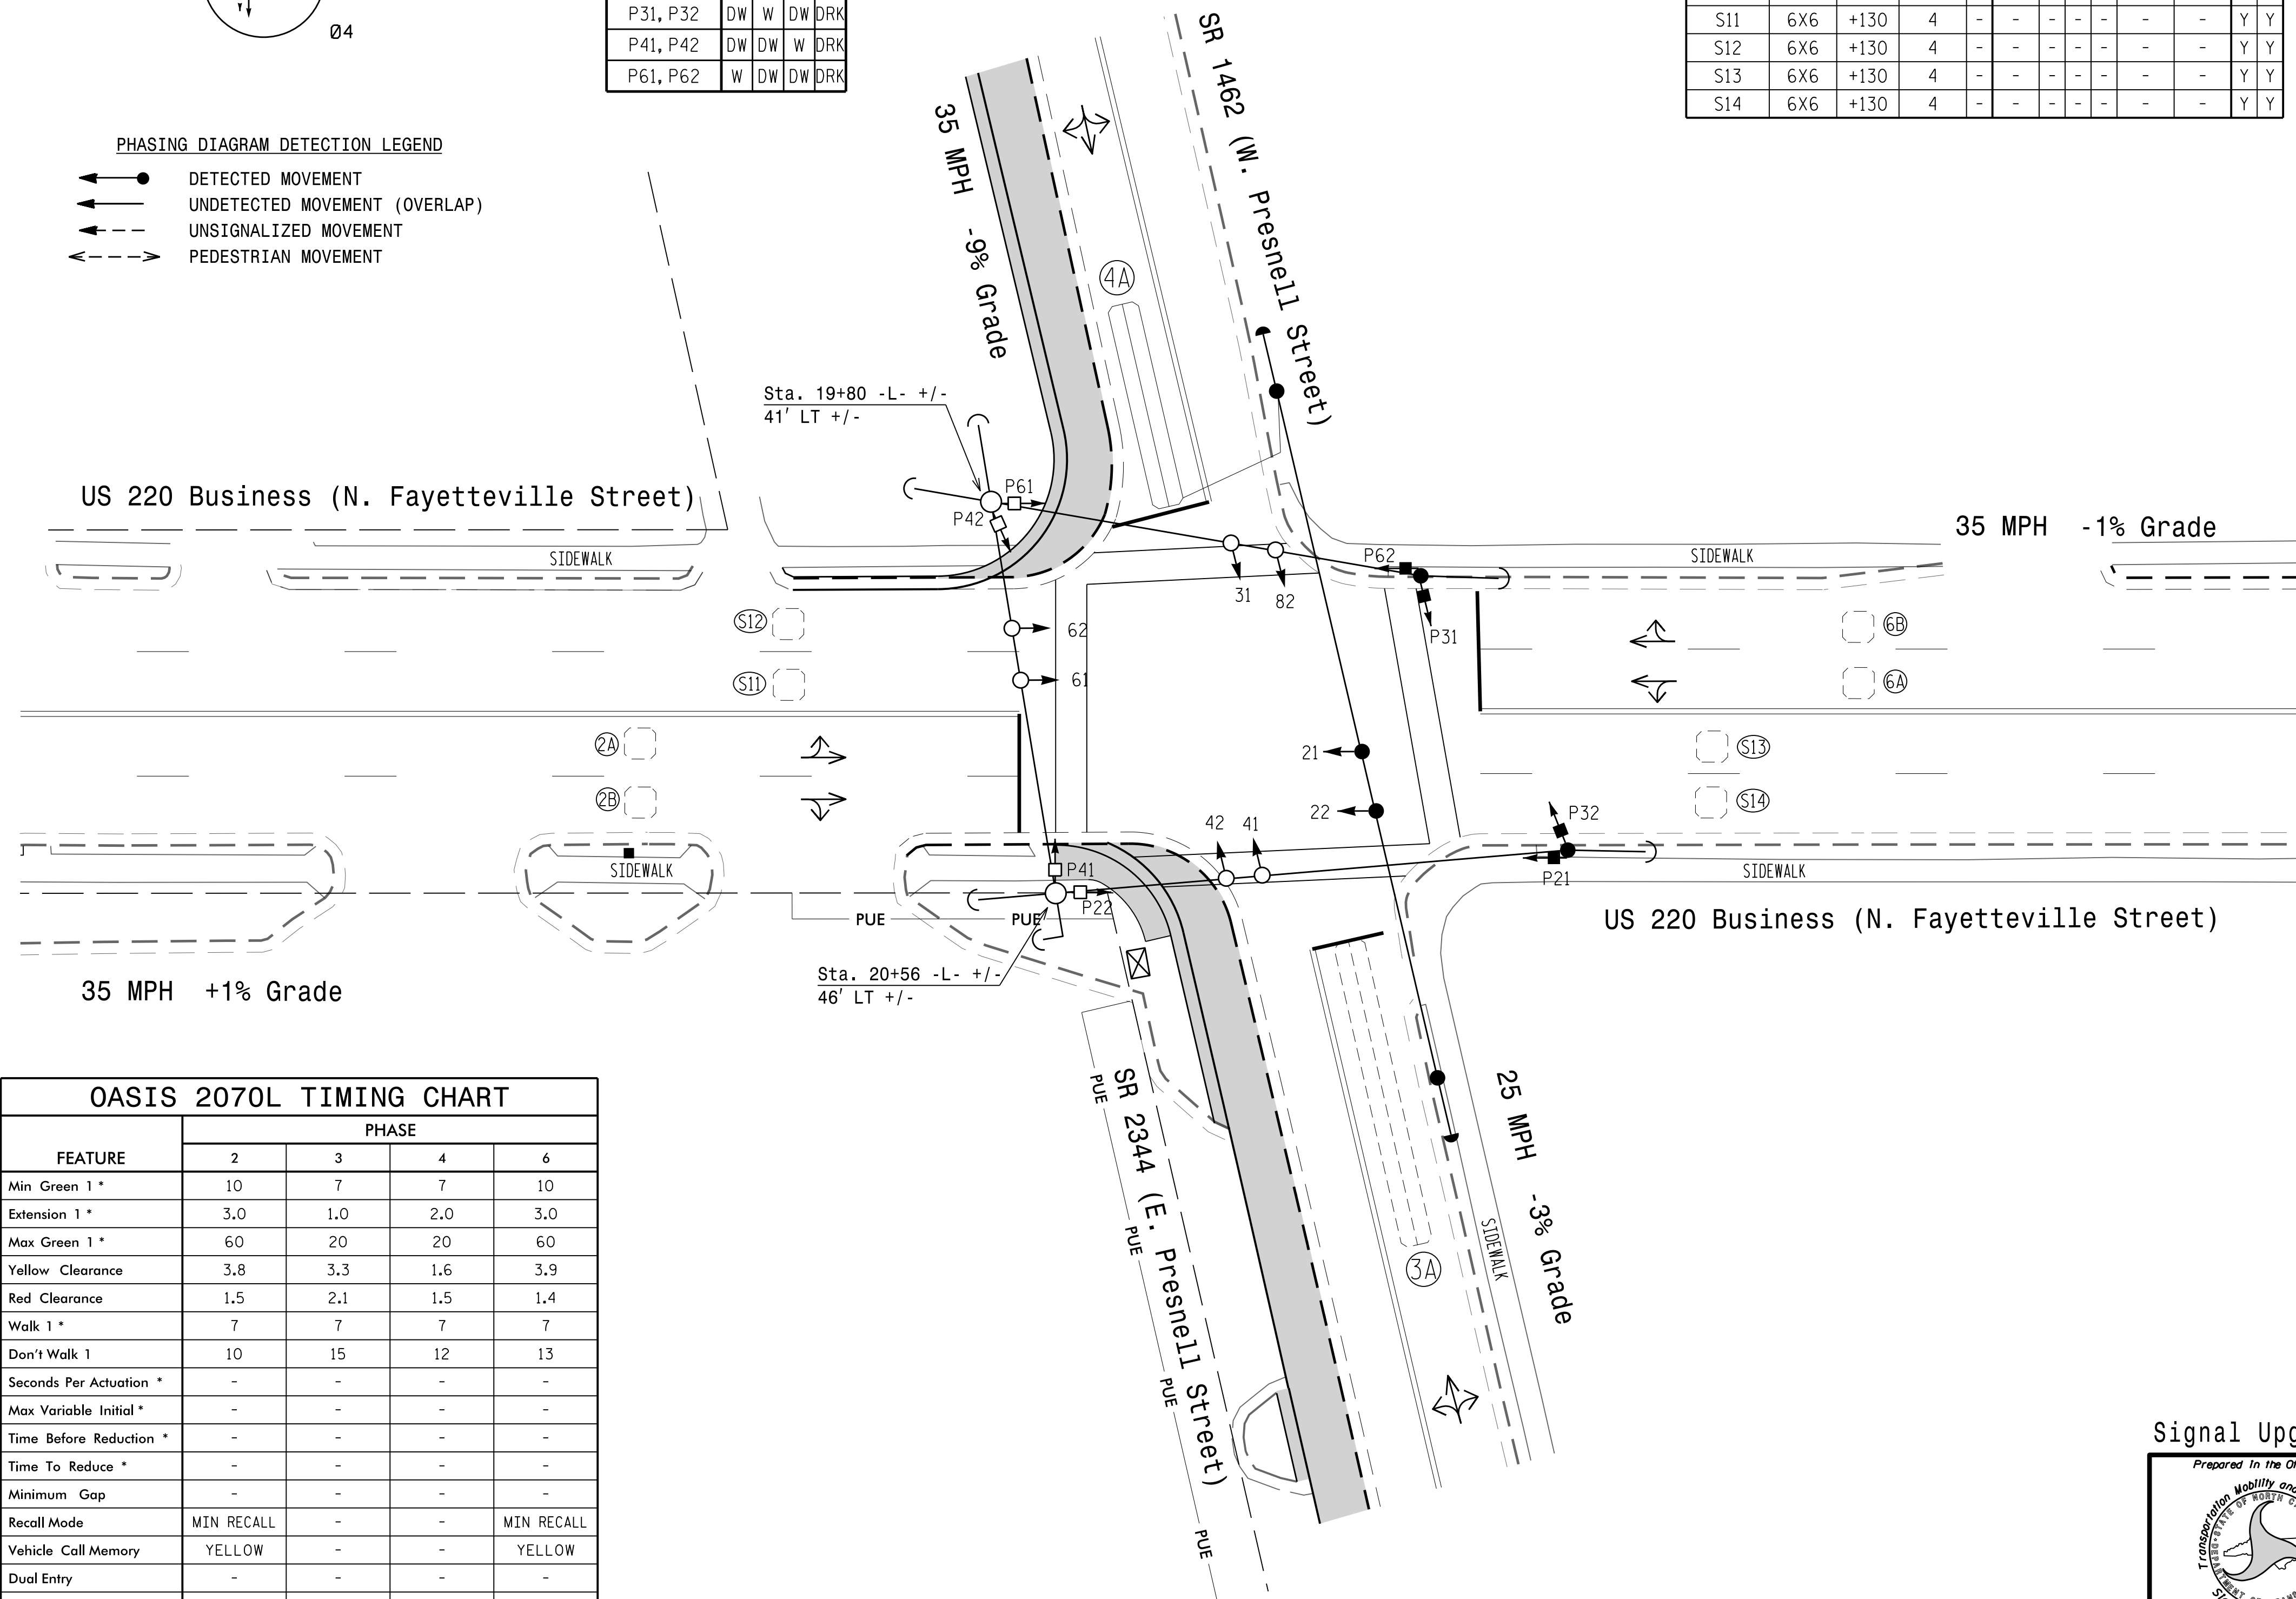 Ø4
P31, P32 DW W DW DRK
P41, P42 DW DW W DRK
P61, P62 W DW DW DRK
S11 6X6 +130 4 - - - - - - - Y Y
S12 6X6 +130 4 - - - - - - - Y Y
S13 6X6 +130 4 - - - - - - - Y Y
S14 6X6 +130 4 - - - - - - - Y Y
PHASING DIAGRAM DETECTION LEGEND
DETECTED MOVEMENT
UNDETECTED MOVEMENT (OVERLAP)
UNSIGNALIZED MOVEMENT
PEDESTRIAN MOVEMENT
35 MPH -9% Grade
SR 1462 (W. Presnell Street)
4A
Sta. 19+80 -L- +/-
41' LT +/-
US 220 Business (N. Fayetteville Street)
P61
P42
35 MPH -1% Grade
SIDEWALK
P62
SIDEWALK
31
82
P31
S12
62
6B
S11
61
6A
2A
21
S13
2B
22
S14
42
41
P32
SIDEWALK
P41
P21
SIDEWALK
P22
PUE
PUE
US 220 Business (N. Fayetteville Street)
35 MPH +1% Grade
Sta. 20+56 -L- +/-
46' LT +/-
SR 2344 (E. Presnell Street)
PUE
PUE
PUE
PUE
25 MPH -3% Grade
SIDEWALK
3A
OASIS 2070L TIMING CHART
PHASE
FEATURE 2 3 4 6
Min Green 1 * 10 7 7 10
Extension 1 * 3.0 1.0 2.0 3.0
Max Green 1 * 60 20 20 60
Yellow Clearance 3.8 3.3 1.6 3.9
Red Clearance 1.5 2.1 1.5 1.4
Walk 1 * 7 7 7 7
Don't Walk 1 10 15 12 13
Seconds Per Actuation * - - - -
Max Variable Initial * - - - -
Time Before Reduction * - - - -
Time To Reduce * - - - -
Minimum Gap - - - -
Recall Mode MIN RECALL - - MIN RECALL
Vehicle Call Memory YELLOW - - YELLOW
Dual Entry - - - -
Signal Upg
Prepared in the Of
Transportation Mobility and
STATE OF NORTH C